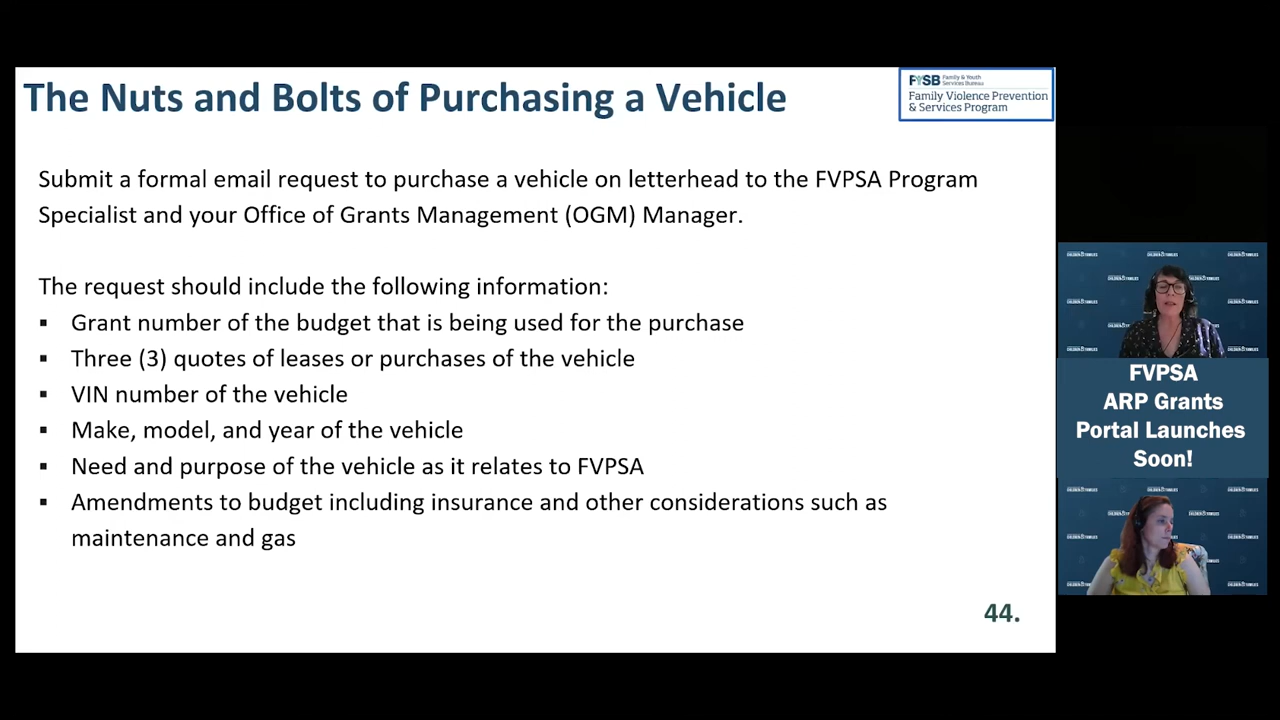 The Nuts and Bolts of Purchasing a Vehicle
FYSB Family & Youth
Services Bureau
Family Violence Prevention
& Services Program
Submit a formal email request to purchase a vehicle on letterhead to the FVPSA Program
Specialist and your Office of Grants Management (OGM) Manager.
The request should include the following information:
▪ Grant number of the budget that is being used for the purchase
▪ Three (3) quotes of leases or purchases of the vehicle
▪ VIN number of the vehicle
▪ Make, model, and year of the vehicle
▪ Need and purpose of the vehicle as it relates to FVPSA
▪ Amendments to budget including insurance and other considerations such as
maintenance and gas
44.
FVPSA
ARP Grants
Portal Launches
Soon!